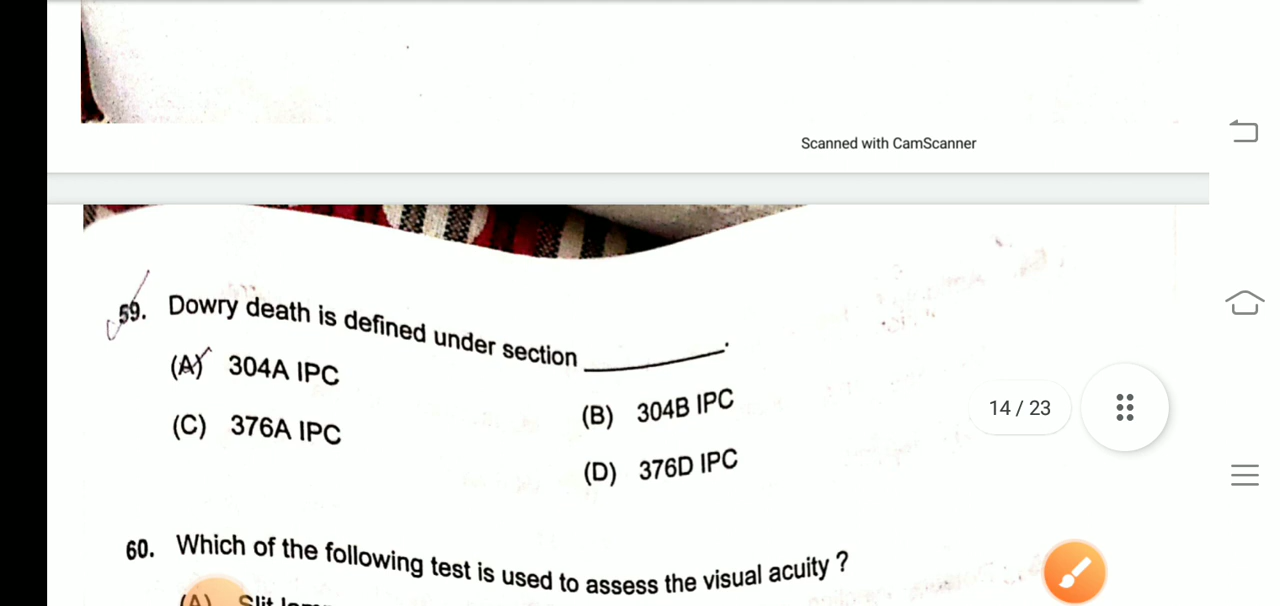 Scanned with CamScanner
59. Dowry death is defined under section ________.
(A) 304A IPC
(B) 304B IPC
(C) 376A IPC
(D) 376D IPC
14 / 23
60. Which of the following test is used to assess the visual acuity ?
(A) Slit